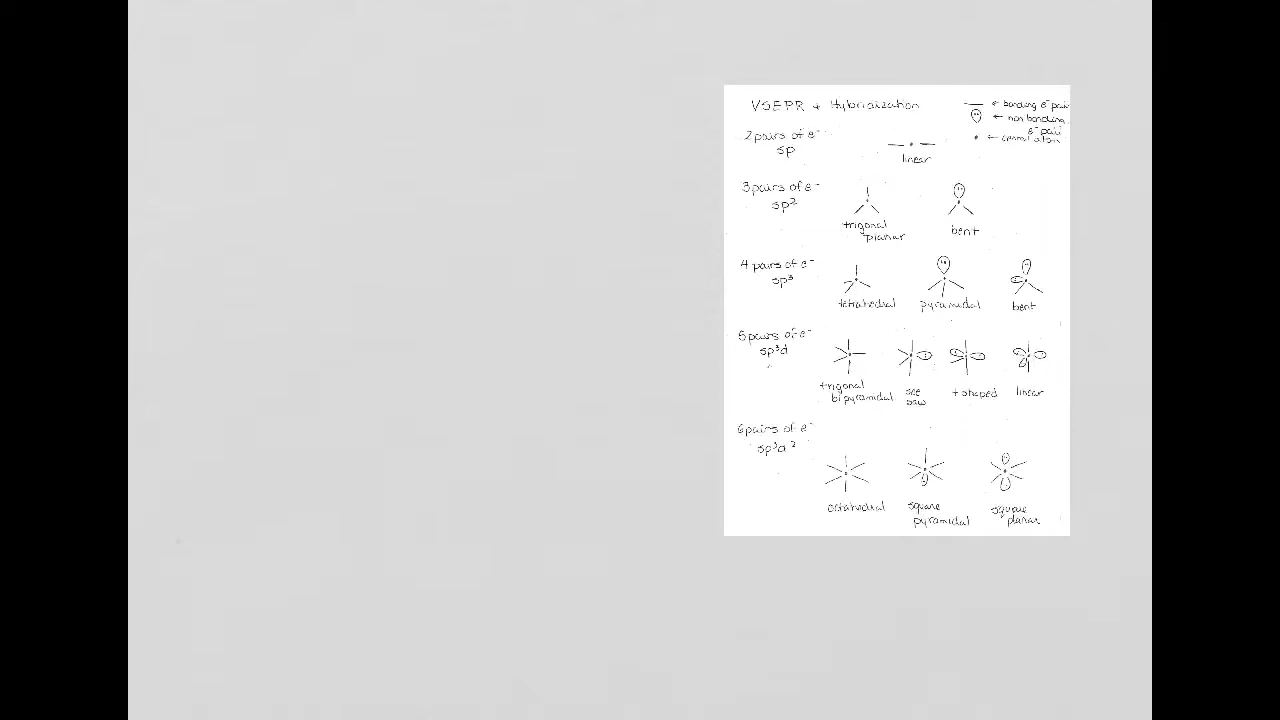 VSEPR + Hybridization
— ← bonding e⁻ pair
← non bonding
e⁻ pair
• ← central atom
2 pairs of e⁻
sp
linear
3 pairs of e⁻
sp²
trigonal
planar
bent
4 pairs of e⁻
sp³
tetrahedral
pyramidal
bent
5 pairs of e⁻
sp³d
trigonal
bipyramidal
see
saw
t shaped
linear
6 pairs of e⁻
sp³d²
octahedral
square
pyramidal
square
planar